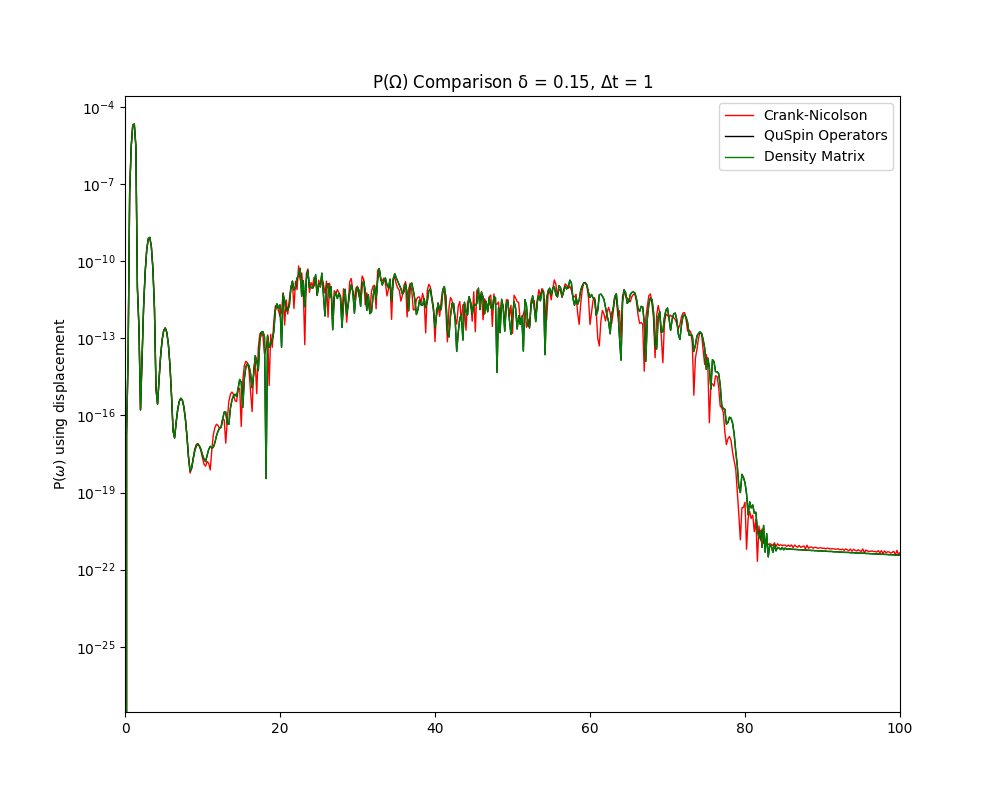 P(Ω) Comparison δ = 0.15, Δt = 1
Crank-Nicolson
QuSpin Operators
Density Matrix
P(ω) using displacement
10⁻⁴
10⁻⁷
10⁻¹⁰
10⁻¹³
10⁻¹⁶
10⁻¹⁹
10⁻²²
10⁻²⁵
0 20 40 60 80 100